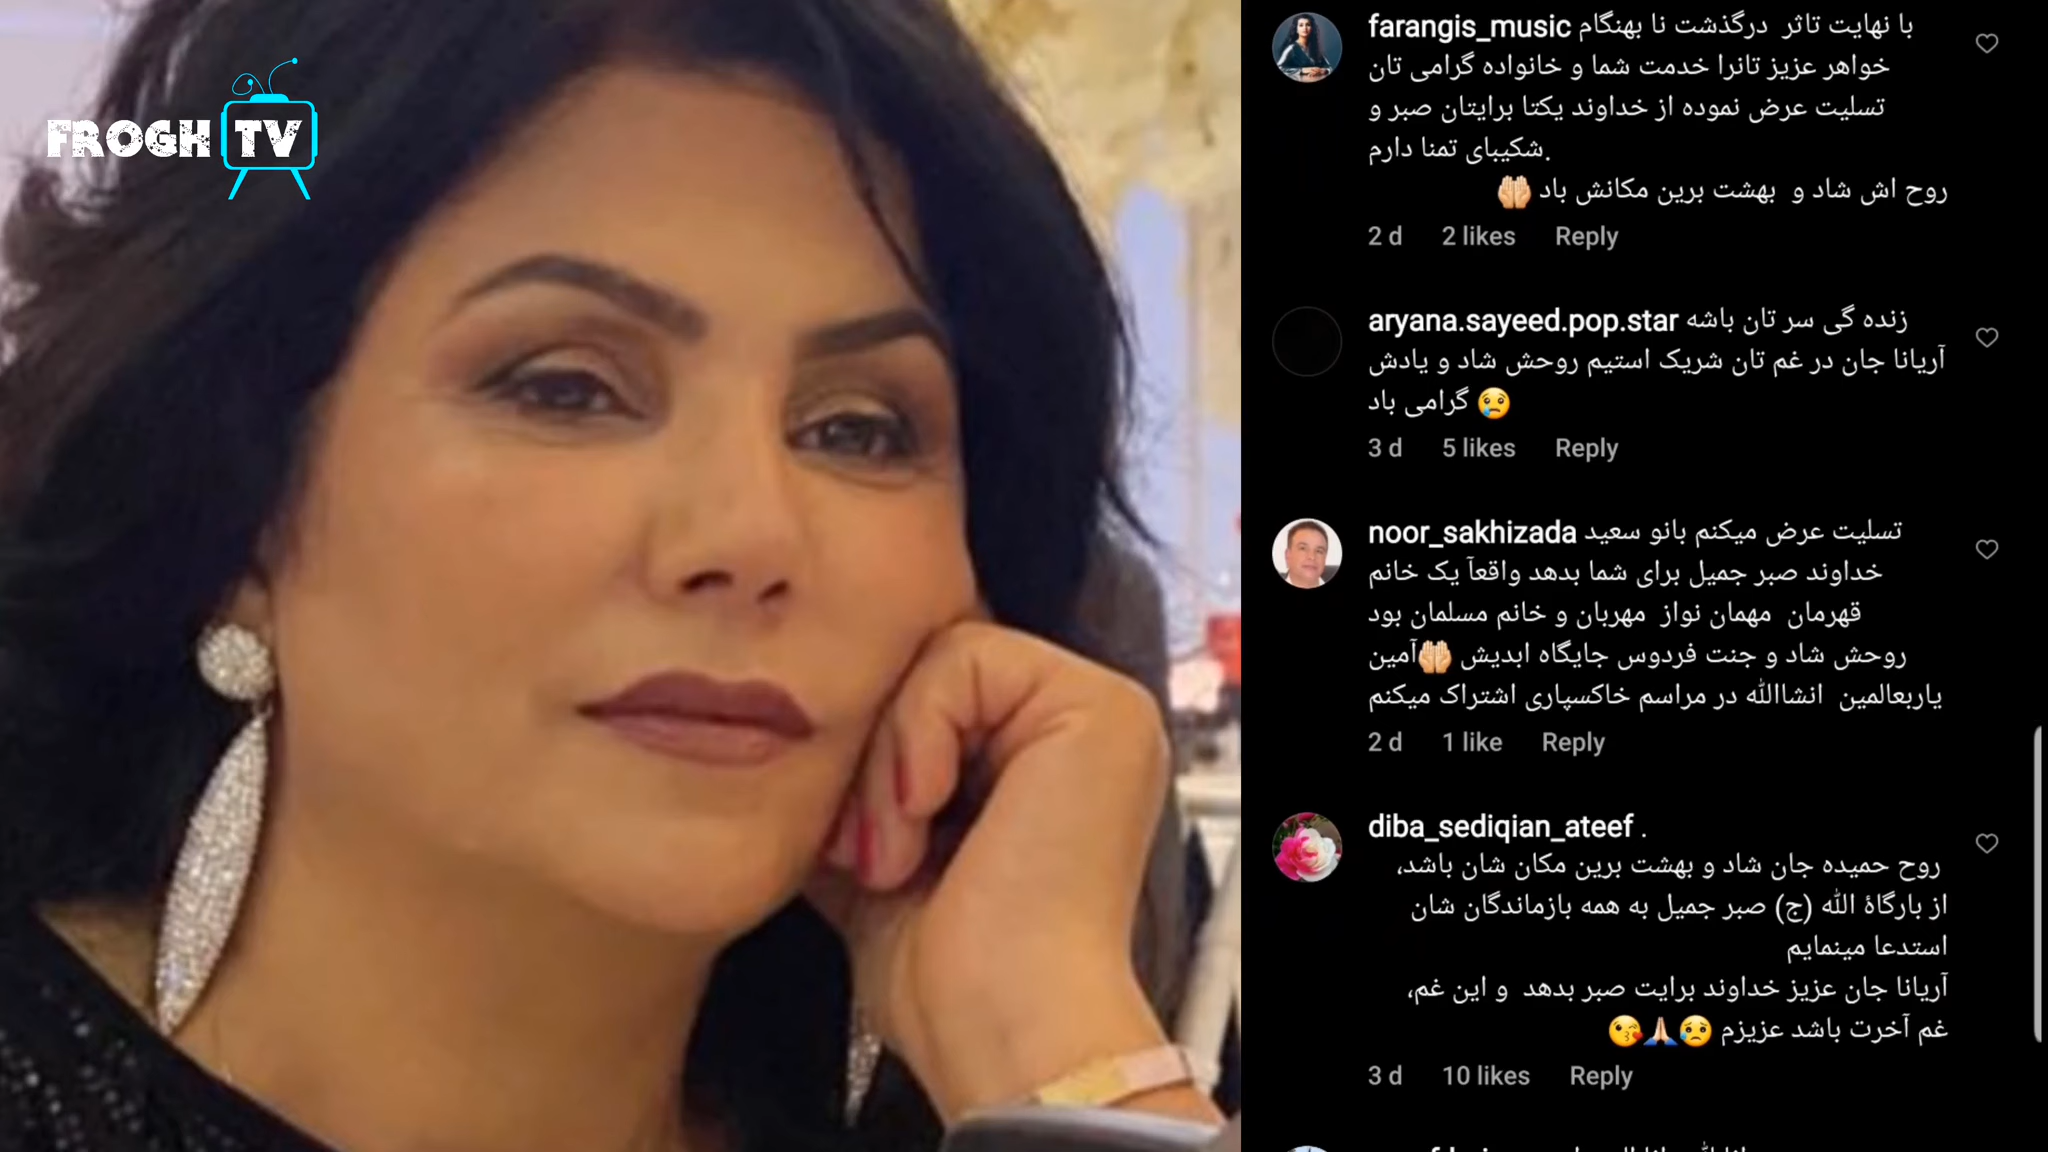 FROGH TV
farangis_music با نهایت تاثر درگذشت نا بهنگام
خواهر عزیز تانرا خدمت شما و خانواده گرامی تان
تسلیت عرض نموده از خداوند یکتا برایتان صبر و
شکیبای تمنا دارم.
روح اش شاد و بهشت برین مکانش باد 🤲🏻
2 d 2 likes Reply
aryana.sayeed.pop.star زنده گی سر تان باشه
آریانا جان در غم تان شریک استیم روحش شاد و یادش
گرامی باد 😢
3 d 5 likes Reply
noor_sakhizada تسلیت عرض میکنم بانو سعید
خداوند صبر جمیل برای شما بدهد واقعآ یک خانم
قهرمان مهمان نواز مهربان و خانم مسلمان بود
روحش شاد و جنت فردوس جایگاه ابدیش 🤲🏻آمین
یاربعالمین انشاالله در مراسم خاکسپاری اشتراک میکنم
2 d 1 like Reply
diba_sediqian_ateef .
روح حمیده جان شاد و بهشت برین مکان شان باشد،
از بارگاهٔ الله (ج) صبر جمیل به همه بازماندگان شان
استدعا مینمایم
آریانا جان عزیز خداوند برایت صبر بدهد و این غم،
غم آخرت باشد عزیزم 😢🙏🏻😘
3 d 10 likes Reply